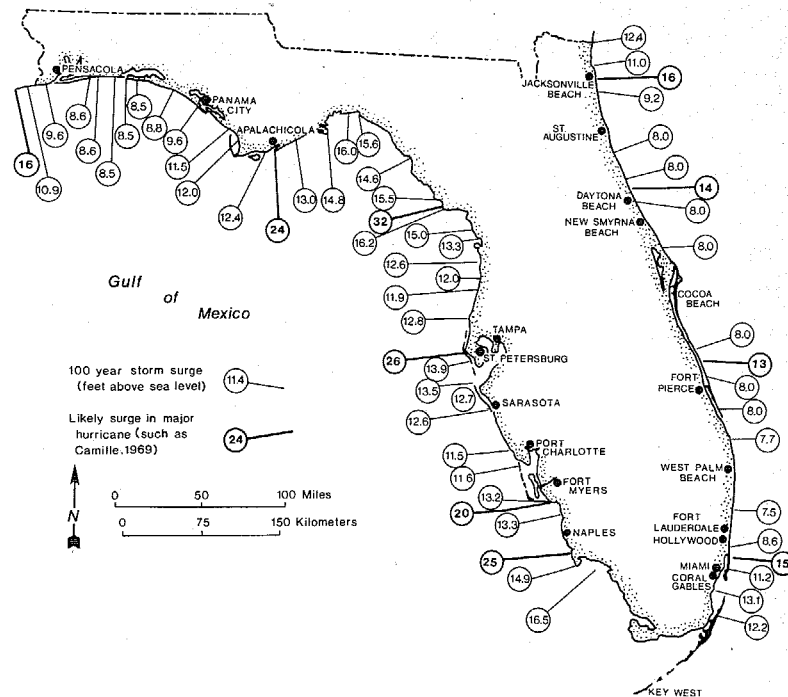 PENSACOLA
PANAMA
CITY
APALACHICOLA
8.5
8.8
9.6
8.6
9.6
8.6
8.5
8.5
11.5
16
10.9
12.0
12.4
24
13.0
14.8
16.0
15.6
14.6
15.5
32
16.2
15.0
13.3
12.6
12.0
11.9
12.8
Gulf
of
Mexico
TAMPA
ST. PETERSBURG
26
13.9
13.5
12.7
12.6
SARASOTA
100 year storm surge
(feet above sea level)
11.4
Likely surge in major
hurricane (such as
Camille, 1969)
24
N
0 50 100 Miles
0 75 150 Kilometers
11.5
11.6
PORT
CHARLOTTE
FORT
MYERS
13.2
20
13.3
NAPLES
25
14.9
16.5
12.4
11.0
JACKSONVILLE
BEACH
16
9.2
ST.
AUGUSTINE
8.0
8.0
14
DAYTONA
BEACH
8.0
NEW SMYRNA
BEACH
8.0
COCOA
BEACH
8.0
13
FORT
PIERCE
8.0
8.0
7.7
WEST PALM
BEACH
7.5
FORT
LAUDERDALE
HOLLYWOOD
8.6
15
MIAMI
CORAL
GABLES
11.2
13.1
12.2
KEY WEST